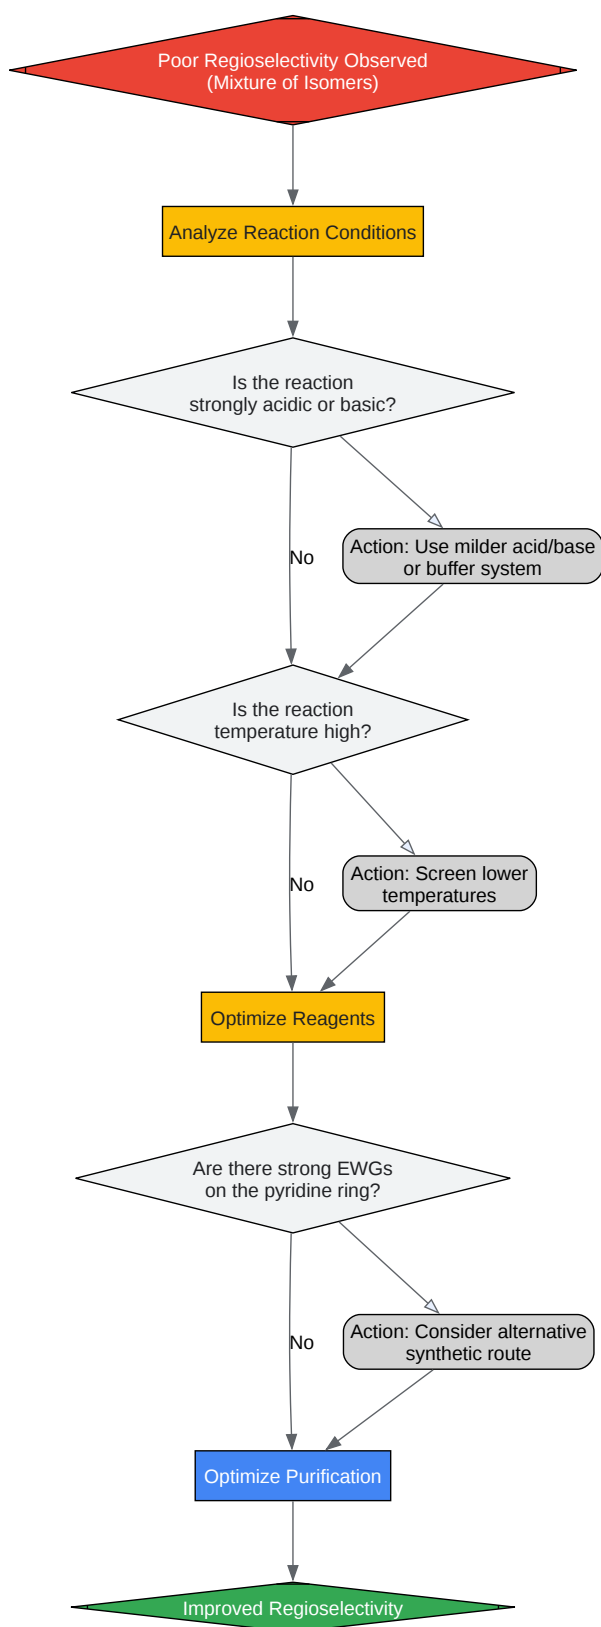 Poor Regioselectivity Observed
(Mixture of Isomers)
Analyze Reaction Conditions
Is the reaction
strongly acidic or basic?
No
Action: Use milder acid/base
or buffer system
Is the reaction
temperature high?
No
Action: Screen lower
temperatures
Optimize Reagents
Are there strong EWGs
on the pyridine ring?
No
Action: Consider alternative
synthetic route
Optimize Purification
Improved Regioselectivity